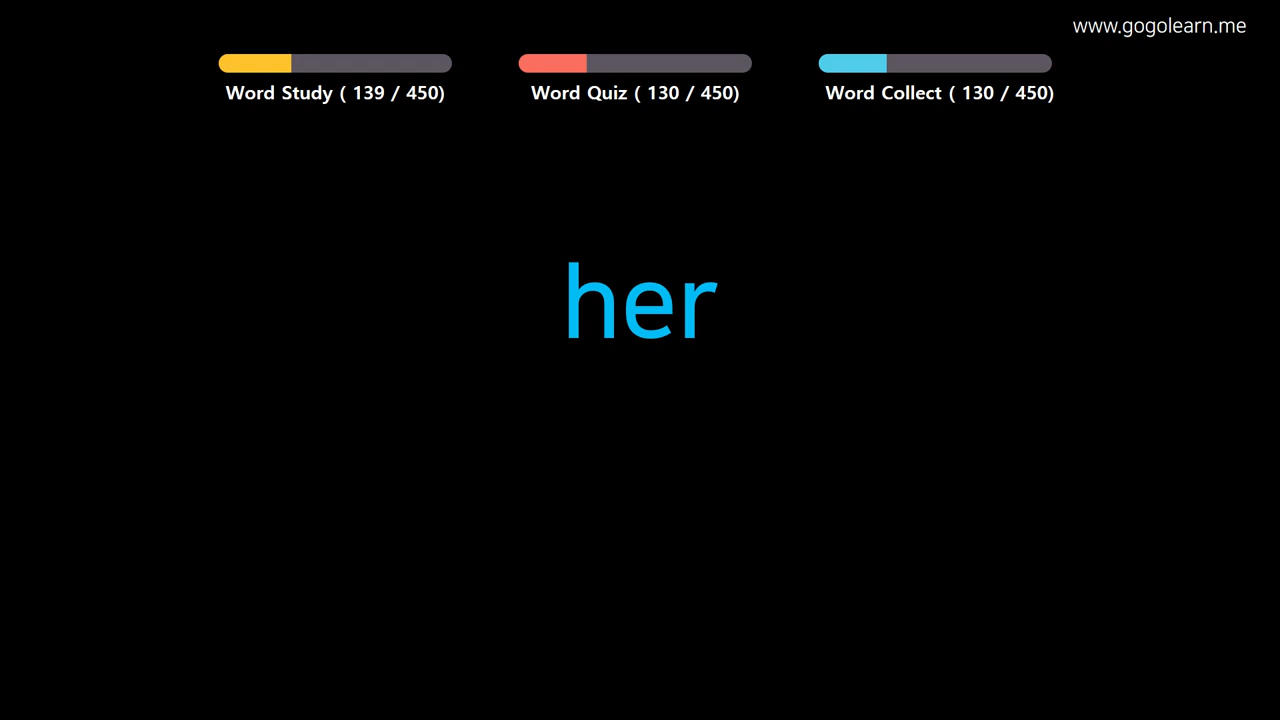 www.gogolearn.me
Word Study ( 139 / 450) Word Quiz ( 130 / 450) Word Collect ( 130 / 450)
her